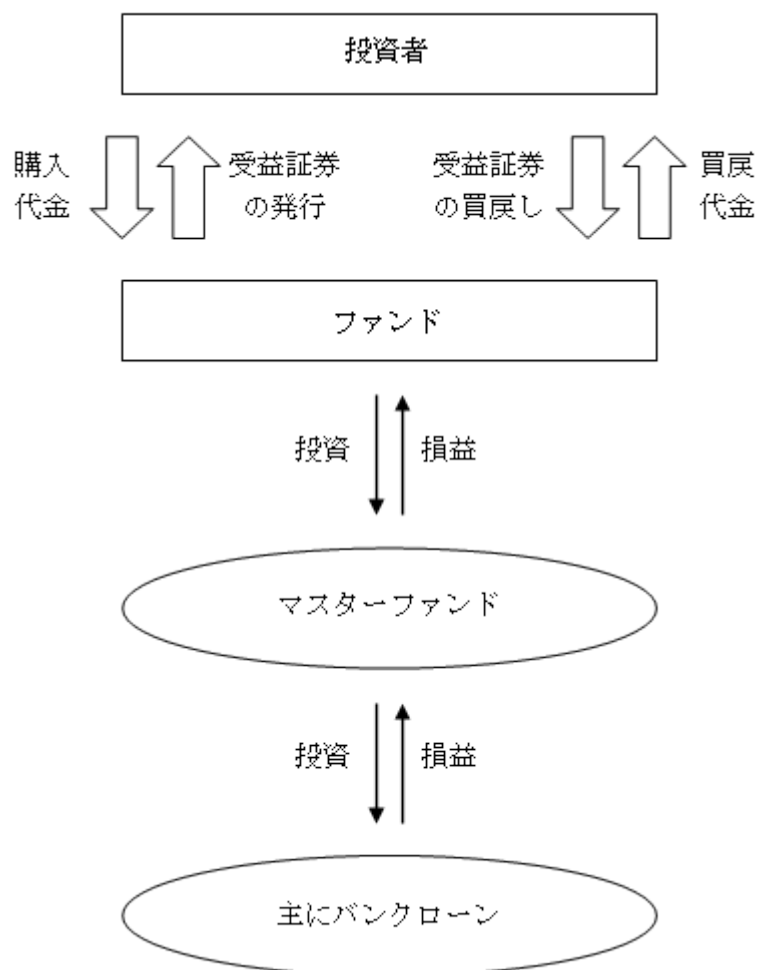 投資者
購入
代金
受益証券
の発行
受益証券
の買戻し
買戻
代金
ファンド
投資
損益
マスターファンド
投資
損益
主にバンクローン